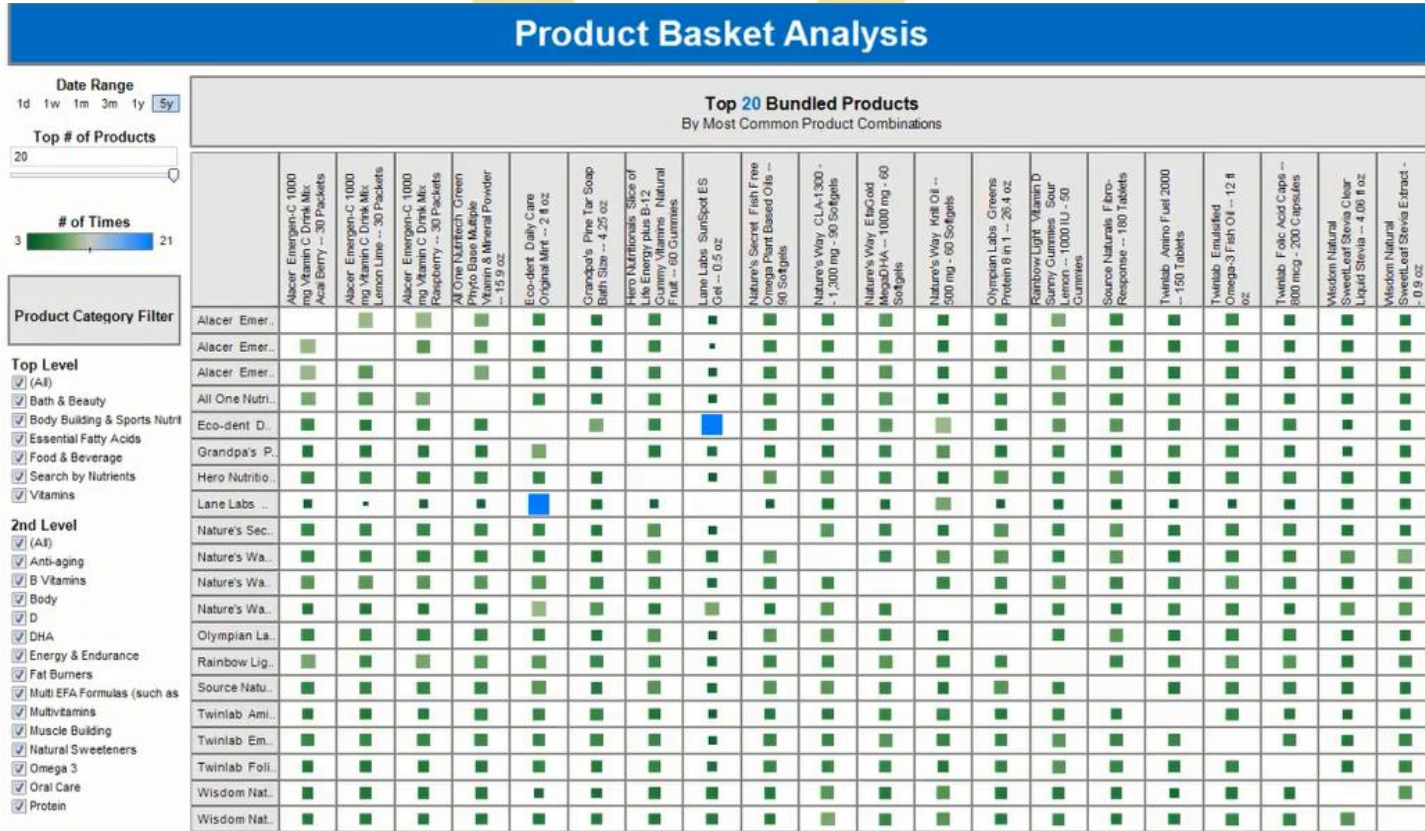 Product Basket Analysis
Date Range
1d 1w 1m 3m 1y 5y
Top # of Products
20
# of Times
3 21
Product Category Filter
Top Level
(All)
Bath & Beauty
Body Building & Sports Nutrit
Essential Fatty Acids
Food & Beverage
Search by Nutrients
Vitamins
2nd Level
(All)
Anti-aging
B Vitamins
Body
D
DHA
Energy & Endurance
Fat Burners
Multi EFA Formulas (such as
Multivitamins
Muscle Building
Natural Sweeteners
Omega 3
Oral Care
Protein
Top 20 Bundled Products
By Most Common Product Combinations
Alacer Emergen-C 1000
mg Vitamin C Drink Mix
Acai Berry -- 30 Packets
Alacer Emergen-C 1000
mg Vitamin C Drink Mix
Lemon Lime -- 30 Packets
Alacer Emergen-C 1000
mg Vitamin C Drink Mix
Raspberry -- 30 Packets
All One Nutritech Green
Phyto Base Multiple
Vitamin & Mineral Powder
-- 15.9 oz
Eco-dent Daily Care
Original Mint -- 2 fl oz
Grandpa's Pine Tar Soap
Bath Size -- 4.25 oz
Hero Nutritionals Slice of
Life Energy plus B-12
Gummy Vitamins Natural
Fruit -- 60 Gummies
Lane Labs SunSpot ES
Gel -- 0.5 oz
Nature's Secret Fish Free
Omega Plant Based Oils --
90 Softgels
Nature's Way CLA-1300 -
- 1,300 mg - 90 Softgels
Nature's Way EfaGold
MegaDHA -- 1000 mg - 60
Softgels
Nature's Way Krill Oil --
500 mg - 60 Softgels
Olympian Labs Greens
Protein 8 in 1 -- 26.4 oz
Rainbow Light Vitamin D
Sunny Gummies Sour
Lemon -- 1000 IU - 50
Gummies
Source Naturals Fibro-
Response -- 180 Tablets
Twinlab Amino Fuel 2000
-- 150 Tablets
Twinlab Emulsified
Omega-3 Fish Oil -- 12 fl
oz
Twinlab Folic Acid Caps --
800 mcg - 200 Capsules
Wisdom Natural
SweetLeaf Stevia Clear
Liquid Stevia -- 4.06 fl oz
Wisdom Natural
SweetLeaf Stevia Extract -
- 0.9 oz
Alacer Emer..
Alacer Emer..
Alacer Emer..
All One Nutri..
Eco-dent D..
Grandpa's P..
Hero Nutritio..
Lane Labs ..
Nature's Sec..
Nature's Wa..
Nature's Wa..
Nature's Wa..
Olympian La..
Rainbow Lig..
Source Natu..
Twinlab Ami..
Twinlab Em..
Twinlab Foli..
Wisdom Nat..
Wisdom Nat..